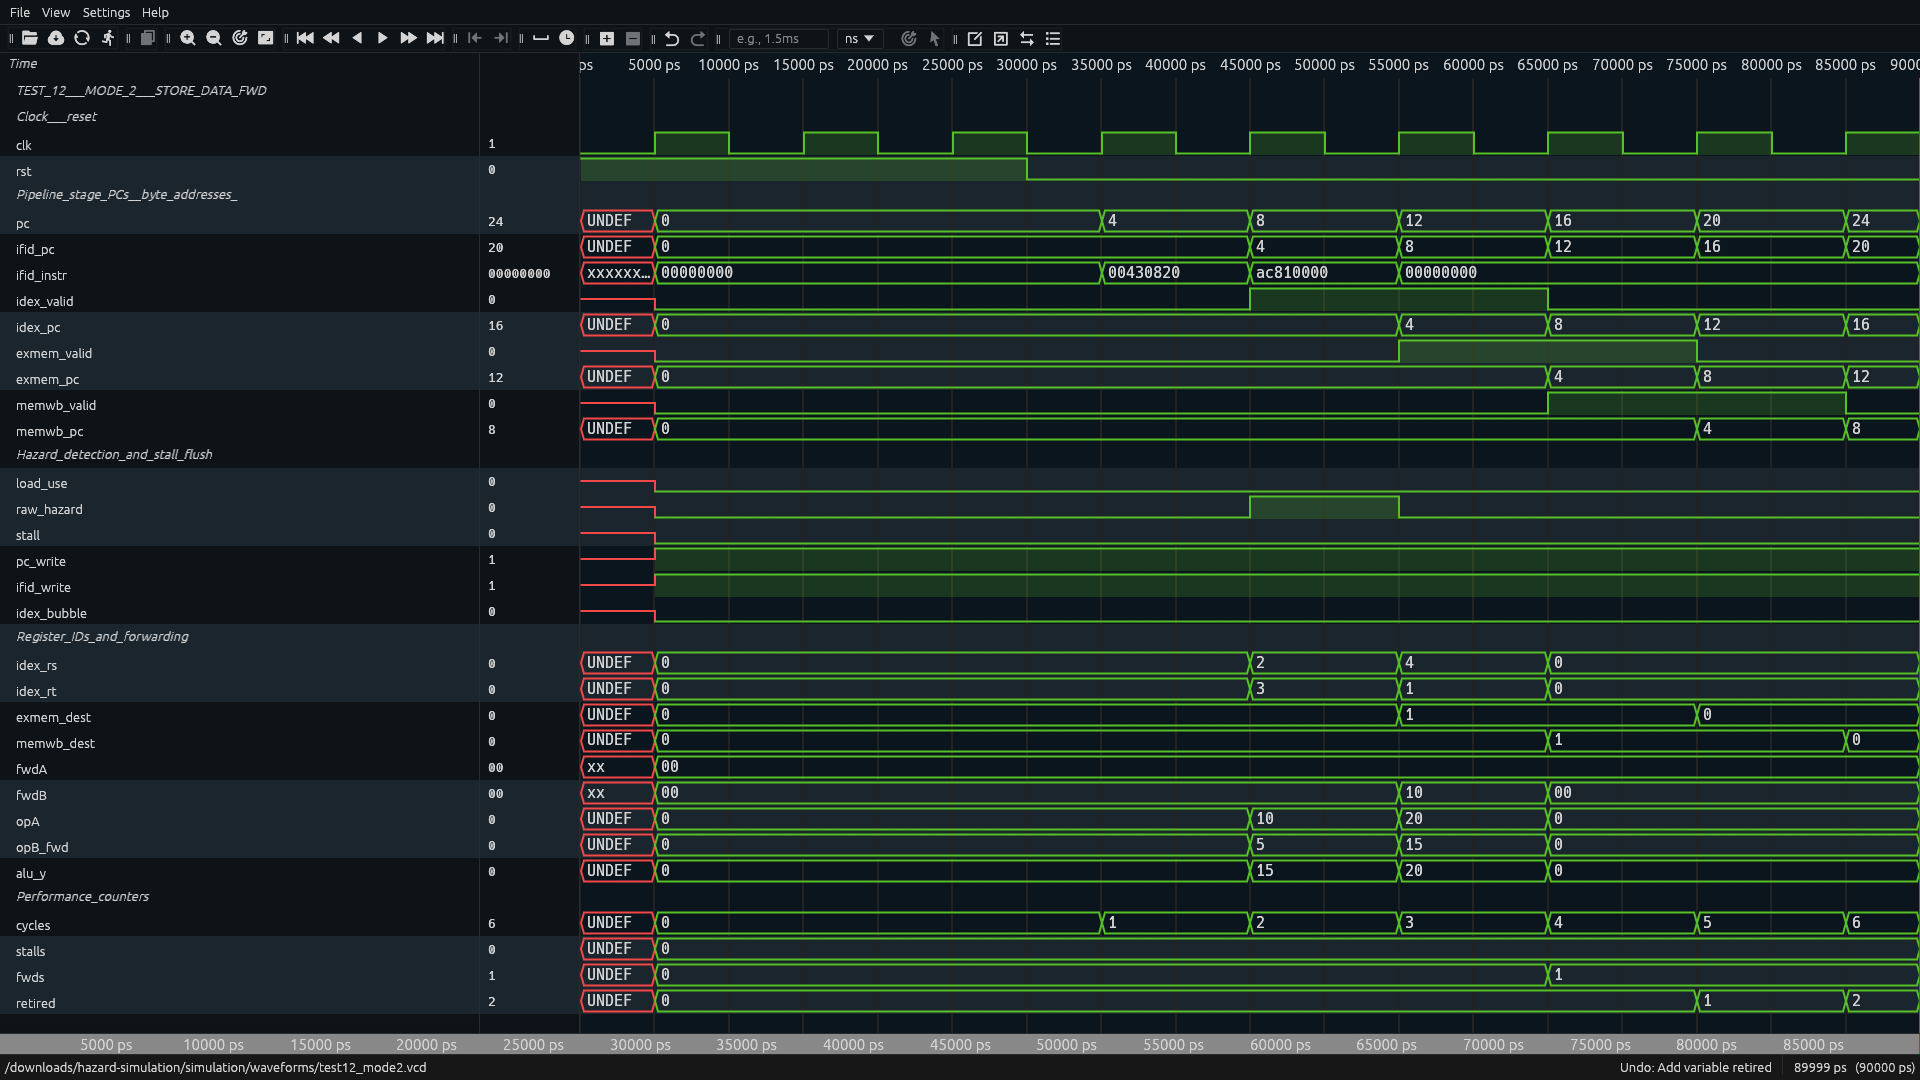 File View Settings Help
e.g., 1.5ms ns
Time ps 5000 ps 10000 ps 15000 ps 20000 ps 25000 ps 30000 ps 35000 ps 40000 ps 45000 ps 50000 ps 55000 ps 60000 ps 65000 ps 70000 ps 75000 ps 80000 ps 85000 ps 9000
TEST_12___MODE_2___STORE_DATA_FWD
Clock___reset
clk 1
rst 0
Pipeline_stage_PCs__byte_addresses_
pc 24 UNDEF 0 4 8 12 16 20 24
ifid_pc 20 UNDEF 0 4 8 12 16 20
ifid_instr 00000000 xxxxxx… 00000000 00430820 ac810000 00000000
idex_valid 0
idex_pc 16 UNDEF 0 4 8 12 16
exmem_valid 0
exmem_pc 12 UNDEF 0 4 8 12
memwb_valid 0
memwb_pc 8 UNDEF 0 4 8
Hazard_detection_and_stall_flush
load_use 0
raw_hazard 0
stall 0
pc_write 1
ifid_write 1
idex_bubble 0
Register_IDs_and_forwarding
idex_rs 0 UNDEF 0 2 4 0
idex_rt 0 UNDEF 0 3 1 0
exmem_dest 0 UNDEF 0 1 0
memwb_dest 0 UNDEF 0 1 0
fwdA 00 xx 00
fwdB 00 xx 00 10 00
opA 0 UNDEF 0 10 20 0
opB_fwd 0 UNDEF 0 5 15 0
alu_y 0 UNDEF 0 15 20 0
Performance_counters
cycles 6 UNDEF 0 1 2 3 4 5 6
stalls 0 UNDEF 0
fwds 1 UNDEF 0 1
retired 2 UNDEF 0 1 2
5000 ps 10000 ps 15000 ps 20000 ps 25000 ps 30000 ps 35000 ps 40000 ps 45000 ps 50000 ps 55000 ps 60000 ps 65000 ps 70000 ps 75000 ps 80000 ps 85000 ps
/downloads/hazard-simulation/simulation/waveforms/test12_mode2.vcd Undo: Add variable retired 89999 ps (90000 ps)